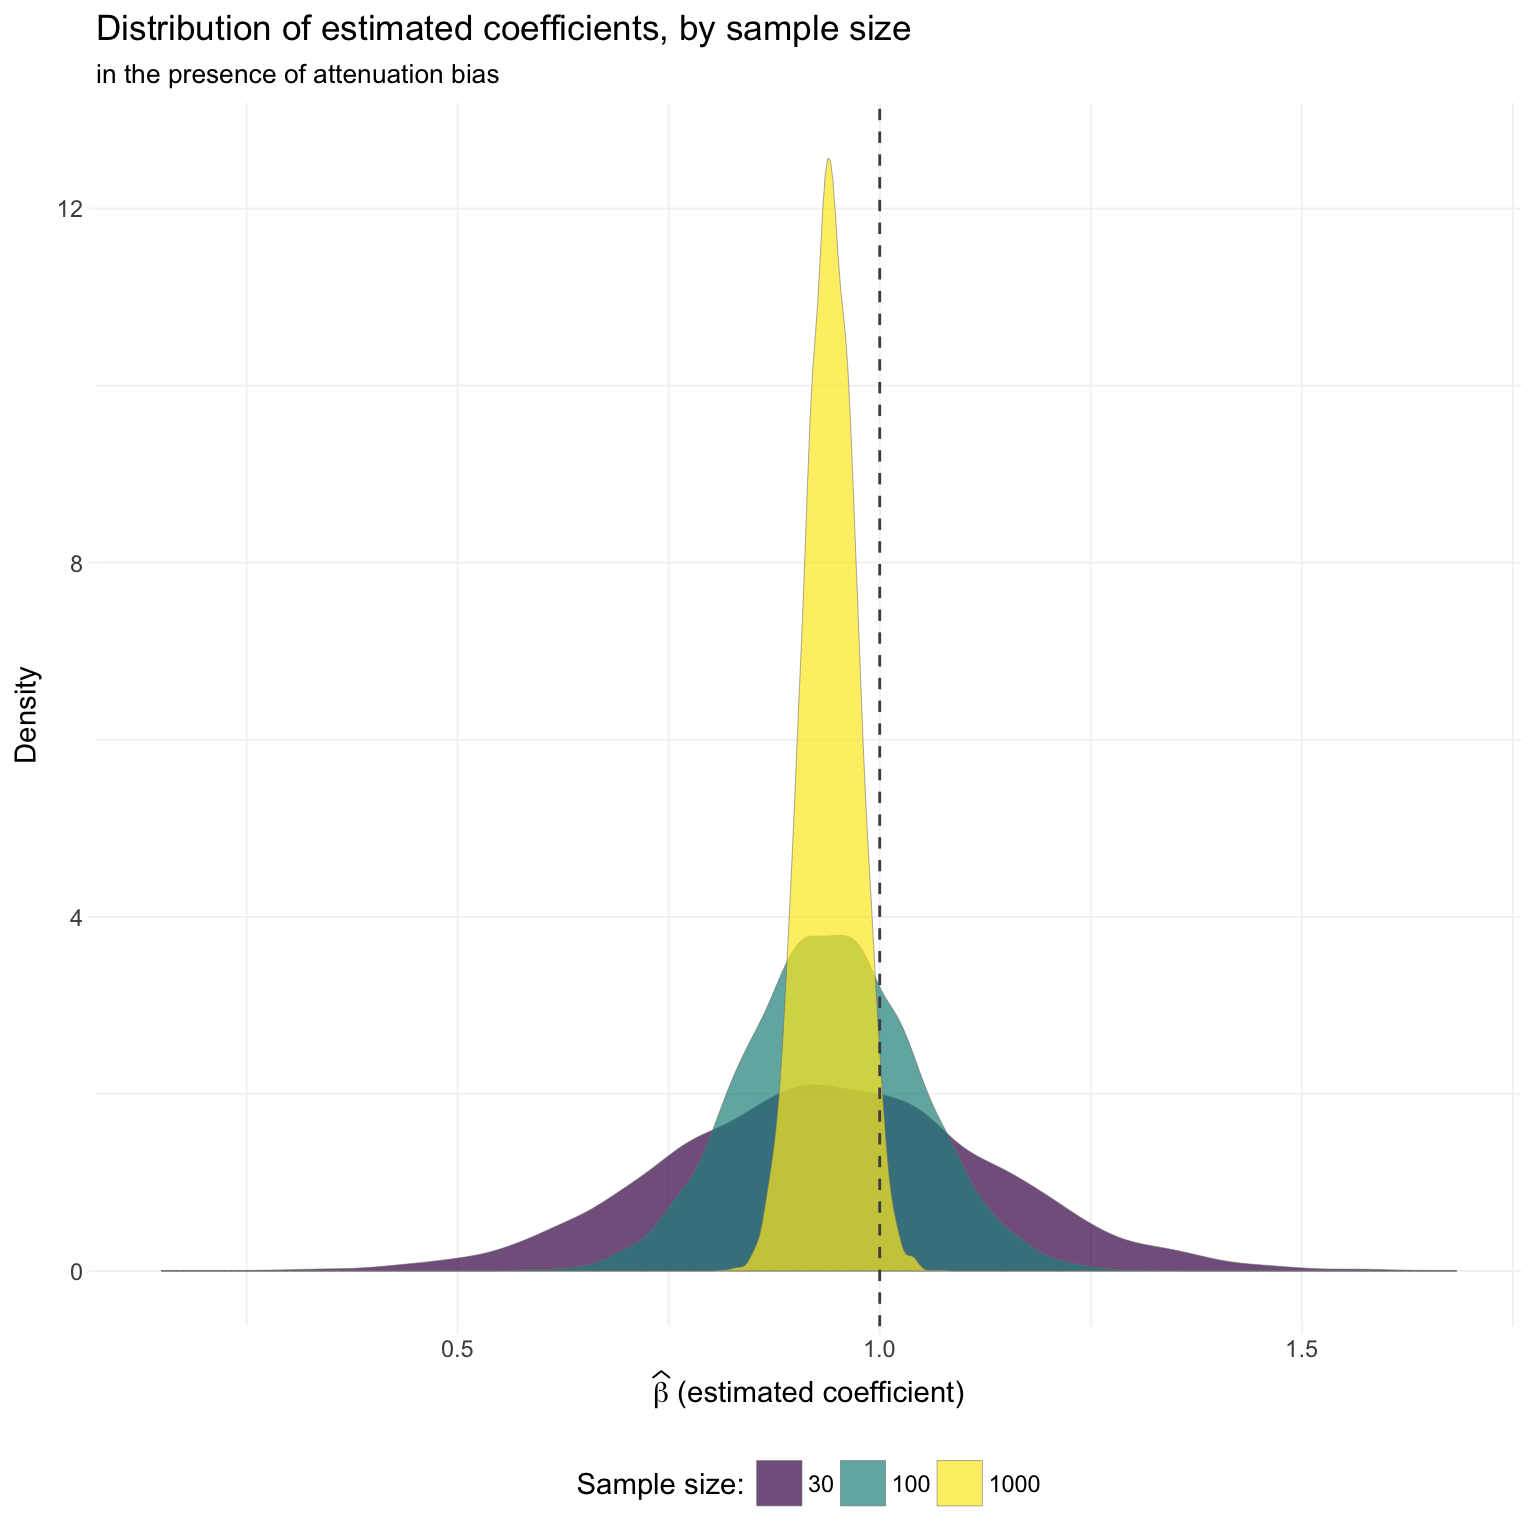 Distribution of estimated coefficients, by sample size
in the presence of attenuation bias
12
8
4
0
Density
0.5 1.0 1.5
β̂ (estimated coefficient)
Sample size: 30 100 1000